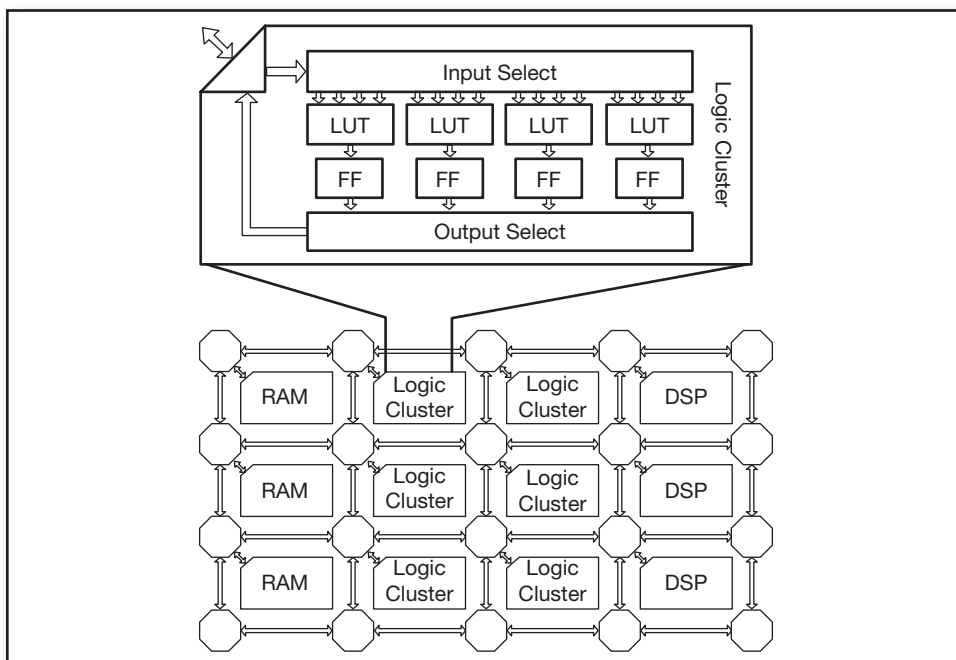 Input Select
LUT LUT LUT LUT
FF FF FF FF
Output Select
Logic Cluster
RAM Logic Cluster Logic Cluster DSP
RAM Logic Cluster Logic Cluster DSP
RAM Logic Cluster Logic Cluster DSP